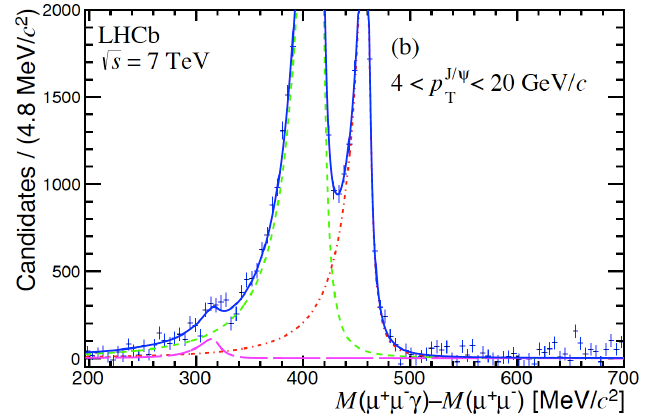 2000
1500
1000
500
0
Candidates / (4.8 MeV/c²)
LHCb
√s = 7 TeV
(b)
4 < p_T^{J/ψ} < 20 GeV/c
200 300 400 500 600 700
M(μ⁺μ⁻γ)–M(μ⁺μ⁻) [MeV/c²]